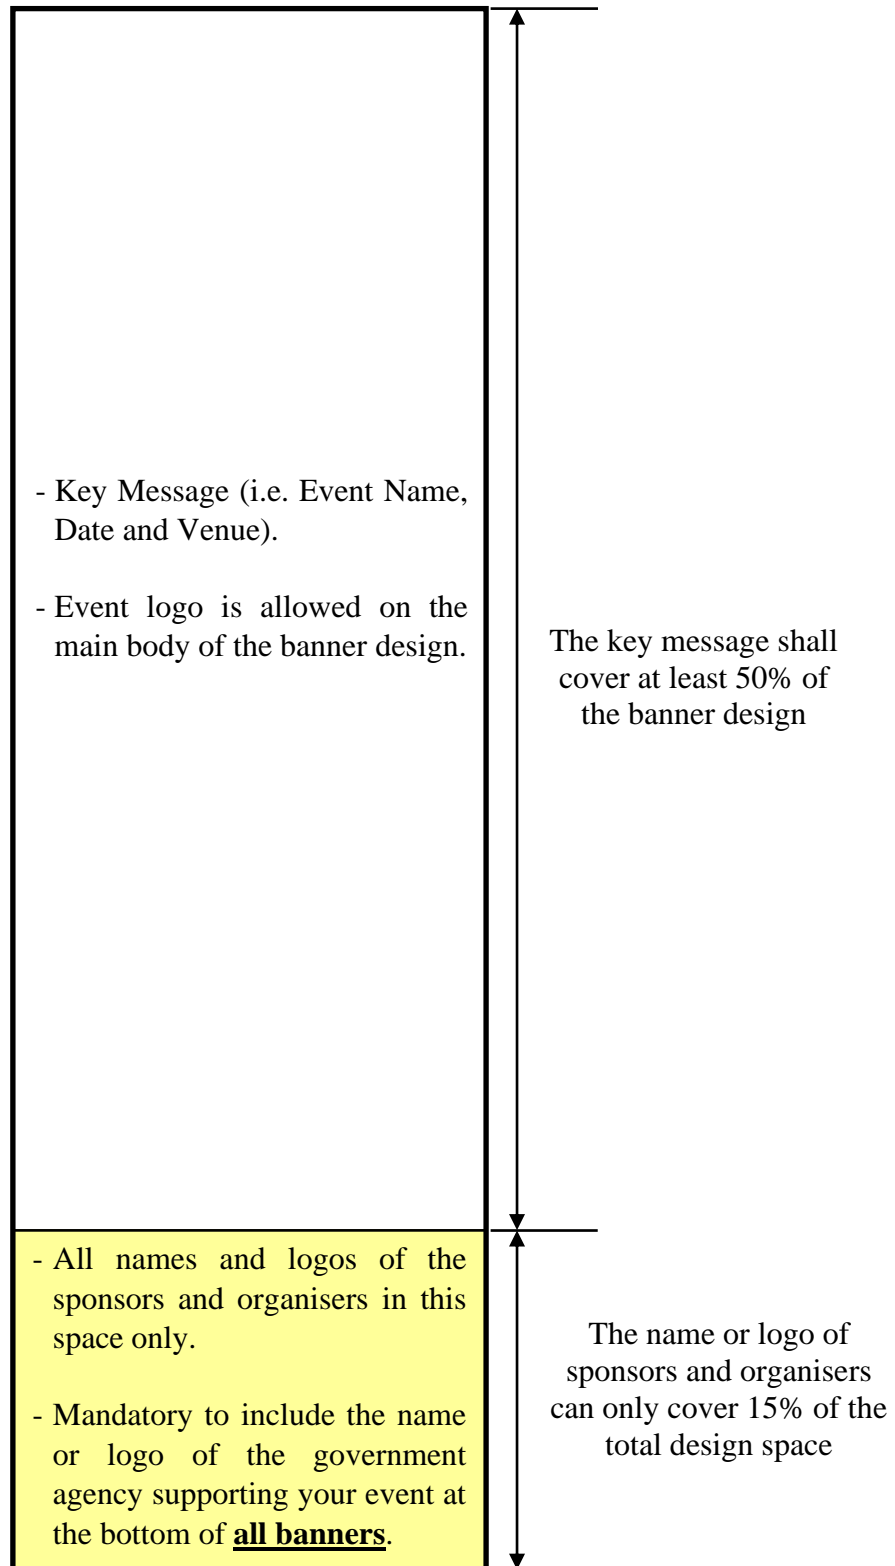 - Key Message (i.e. Event Name,
Date and Venue).
- Event logo is allowed on the
main body of the banner design.
The key message shall
cover at least 50% of
the banner design
- All names and logos of the
sponsors and organisers in this
space only.
- Mandatory to include the name
or logo of the government
agency supporting your event at
the bottom of all banners.
The name or logo of
sponsors and organisers
can only cover 15% of the
total design space